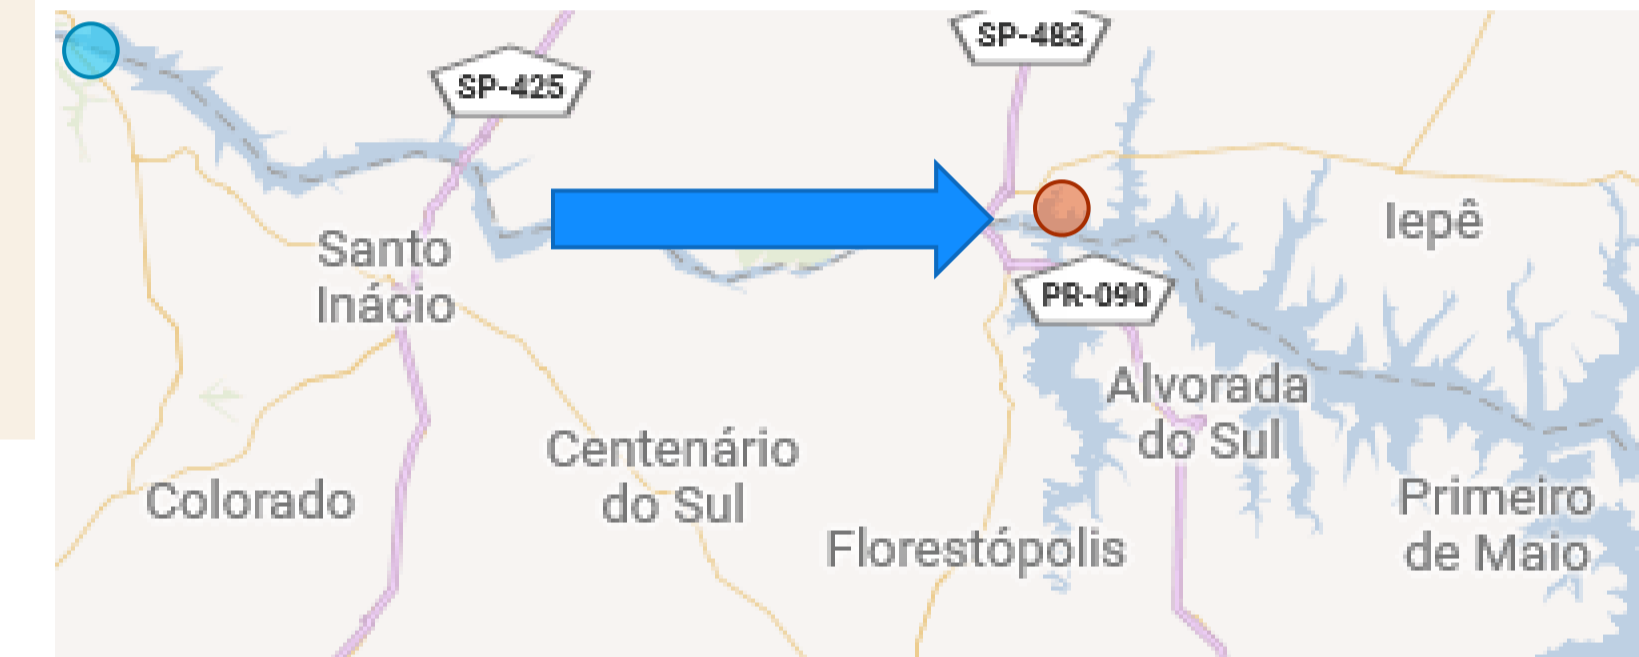 SP-483
SP-425
Iepê
Santo
Inácio
PR-090
Alvorada
do Sul
Centenário
do Sul
Colorado
Primeiro
de Maio
Florestópolis